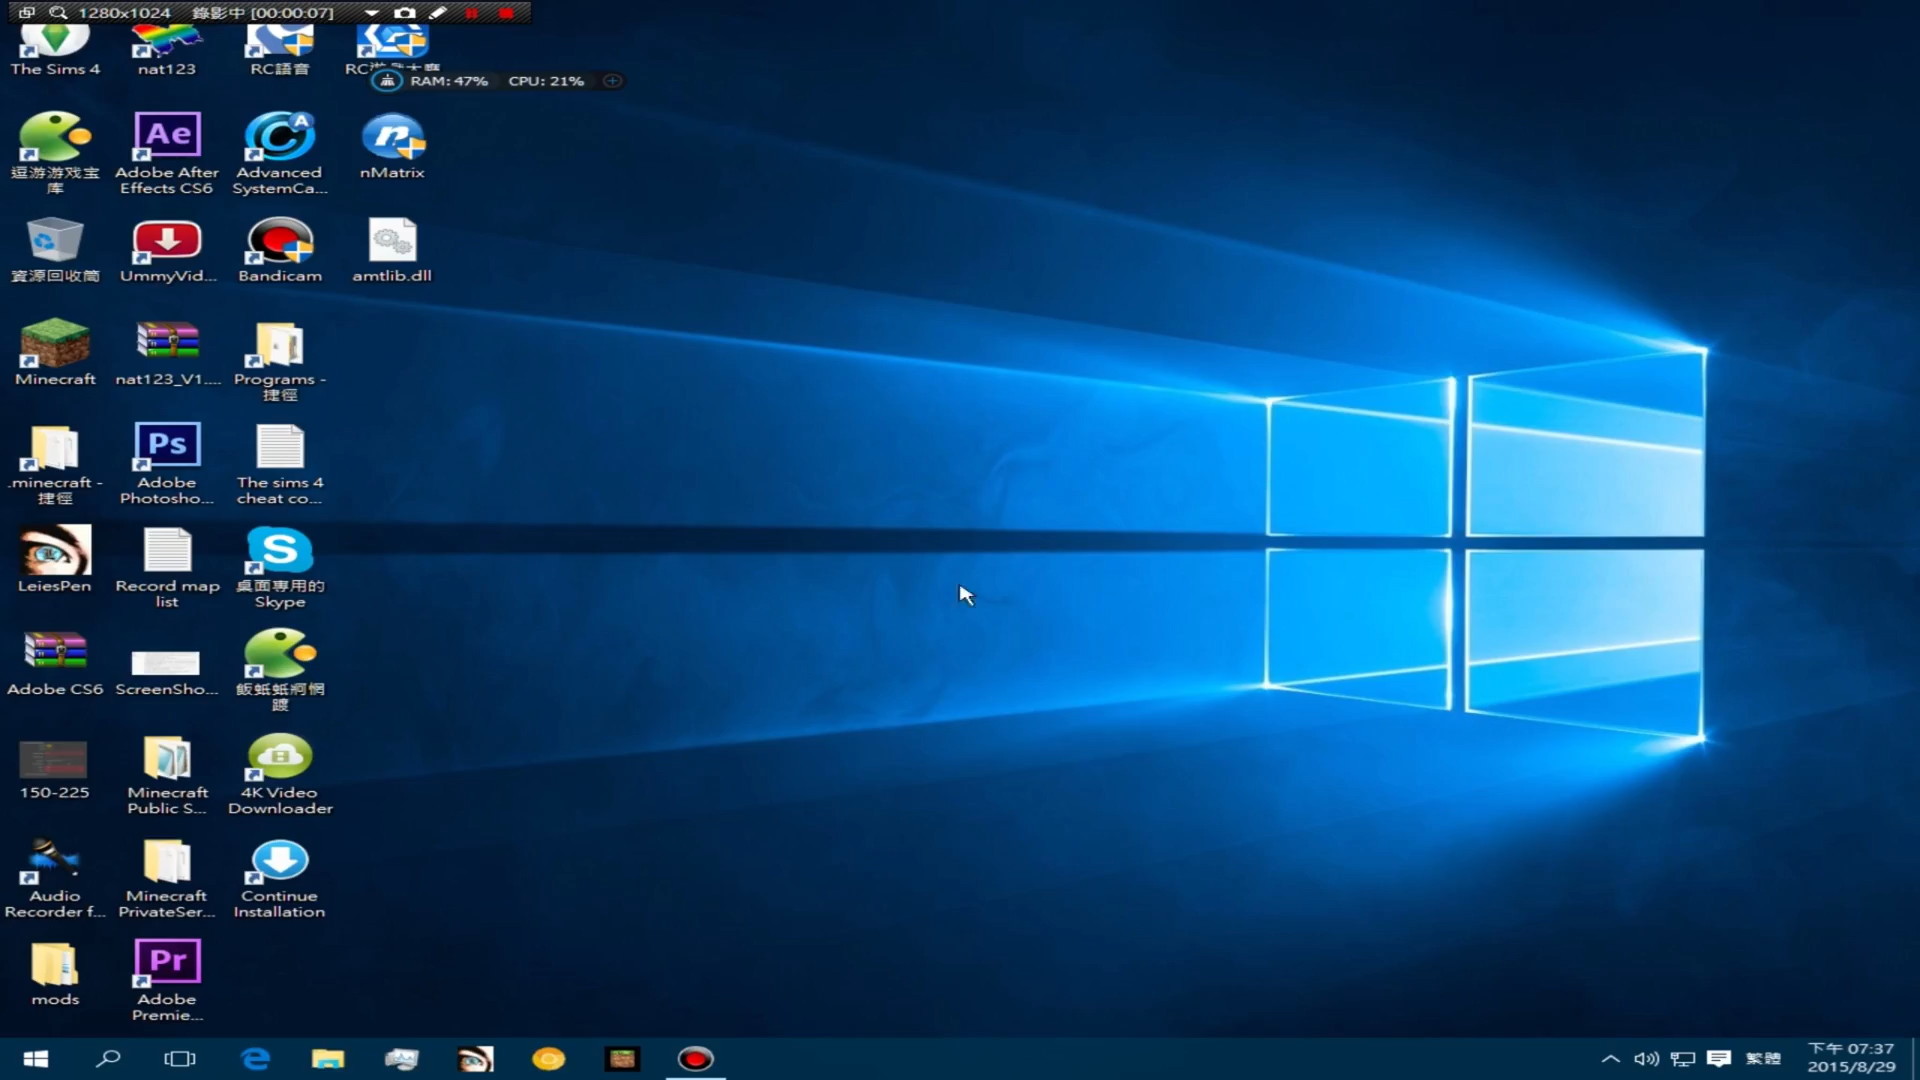 1280x1024 錄影中 [00:00:07]
The Sims 4
nat123
RC語音
RAM: 47% CPU: 21%
逗游游戏宝
库
Ae
Adobe After
Effects CS6
Advanced
SystemCa...
nMatrix
資源回收筒
UmmyVid...
Bandicam
amtlib.dll
Minecraft
nat123_V1....
Programs -
捷徑
.minecraft -
捷徑
Ps
Adobe
Photosho...
The sims 4
cheat co...
LeiesPen
Record map
list
桌面專用的
Skype
Adobe CS6
ScreenSho...
150-225
Minecraft
Public S...
4K Video
Downloader
Audio
Recorder f...
Minecraft
PrivateSer...
Continue
Installation
mods
Pr
Adobe
Premie...
繁體
下午 07:37
2015/8/29